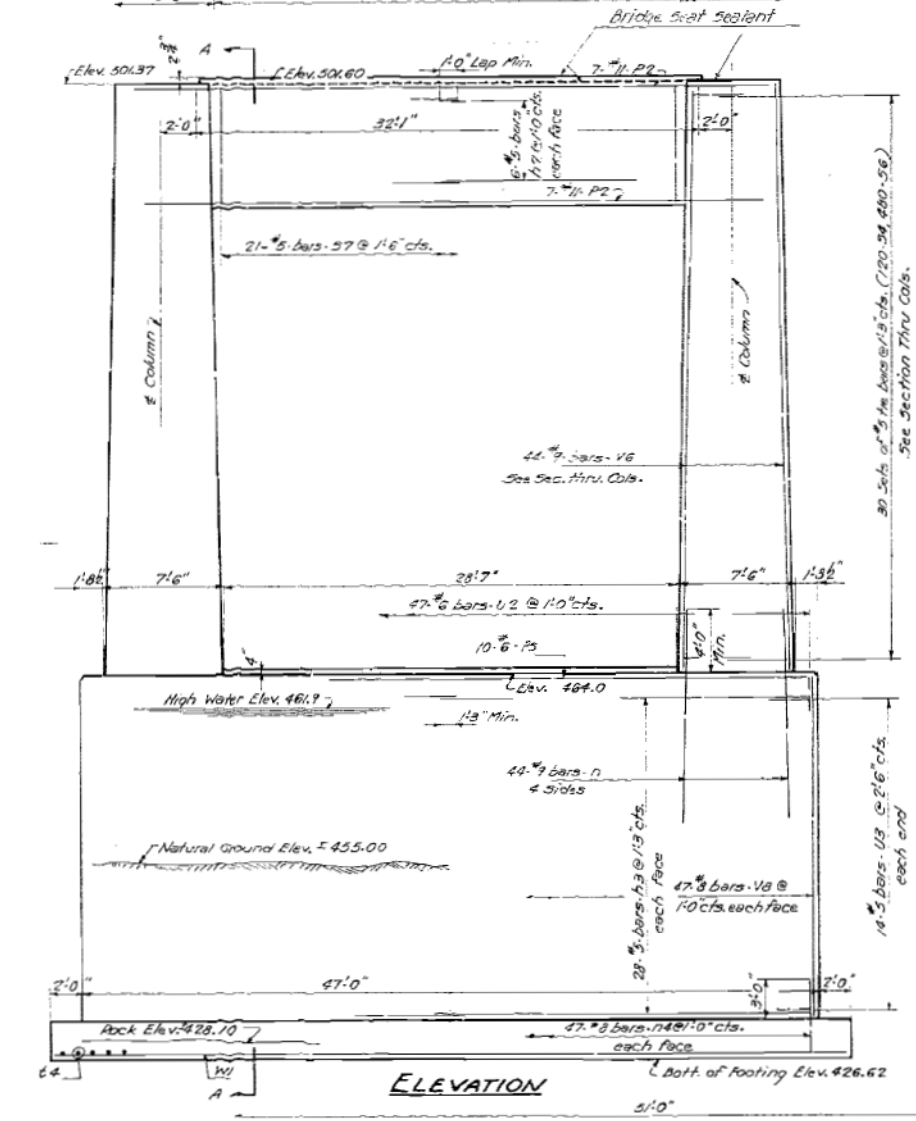 Bridge Seat Sealant
2¾"
A
Elev. 501.37
Elev. 501.60
1'-0" Lap Min.
7-#11-P2
2'-0"
32'-1"
6-#5-bars
h7@1'-0"cts.
each face
2'-0"
7-#11-P2
21-#5-bars-S7@1'-6"cts.
30 Sets of #5 tie bars@1'-3"cts. (120-S4, 480-S6)
See Section Thru Cols.
℄ Column
℄ Column
44-#9-bars-V6
See Sec. thru. Cols.
1'-8½"
7'-6"
28'-7"
7'-6"
1'-8½"
47-#6 bars-U2 @ 1'-0"cts.
4"
10-#6-P5
4'-0"
Min.
Elev. 464.0
High Water Elev. 461.9
1'-3"Min.
44-#9 bars-n
4 Sides
Natural Ground Elev. ± 455.00
28-#5-bars-h3@1'-3"cts.
each face
47-#8 bars-V8@
1'-0"cts. each face
14-#5 bars-U3 @2'-6"cts.
each end
2'-0"
47'-0"
3'-0"
2'-0"
Rock Elev. 428.10
47-#8 bars-n4@1'-0"cts.
each face
t4
W1
A
ELEVATION
Bott. of Footing Elev. 426.62
51'-0"